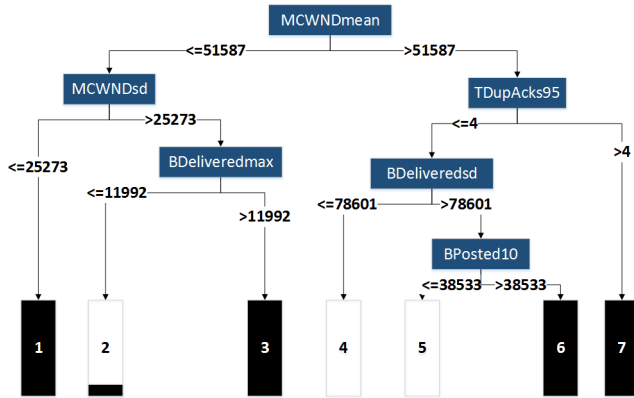 MCWNDmean
<=51587 >51587
MCWNDsd TDupAcks95
>25273 <=4
<=25273 BDeliveredmax BDeliveredsd >4
<=11992 >11992 <=78601 >78601
BPosted10
<=38533 >38533
1 2 3 4 5 6 7